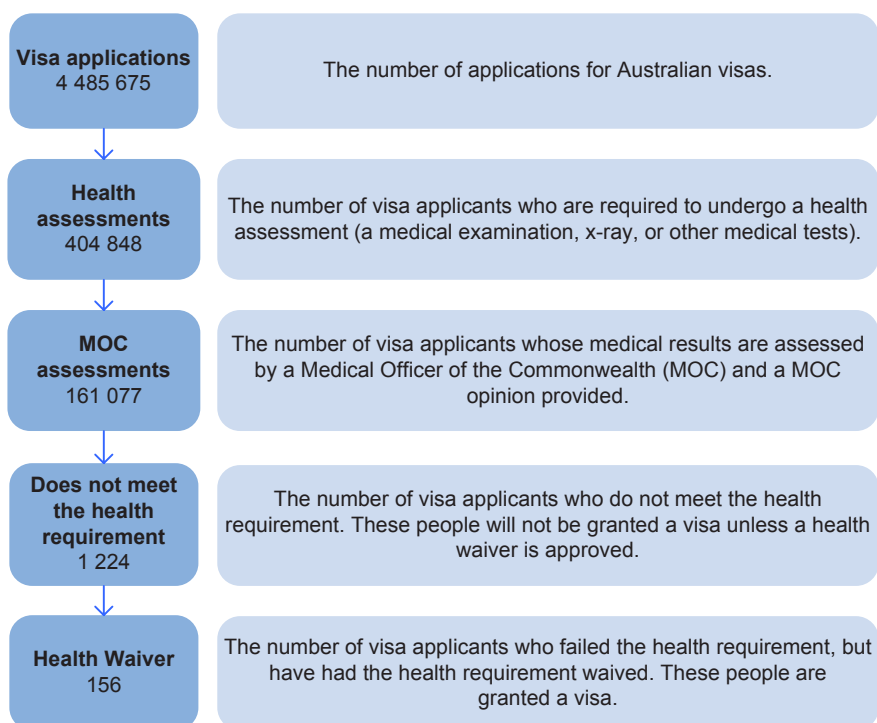 Visa applications
4 485 675
The number of applications for Australian visas.
Health
assessments
404 848
The number of visa applicants who are required to undergo a health
assessment (a medical examination, x-ray, or other medical tests).
MOC
assessments
161 077
The number of visa applicants whose medical results are assessed
by a Medical Officer of the Commonwealth (MOC) and a MOC
opinion provided.
Does not meet
the health
requirement
1 224
The number of visa applicants who do not meet the health
requirement. These people will not be granted a visa unless a health
waiver is approved.
Health Waiver
156
The number of visa applicants who failed the health requirement, but
have had the health requirement waived. These people are
granted a visa.